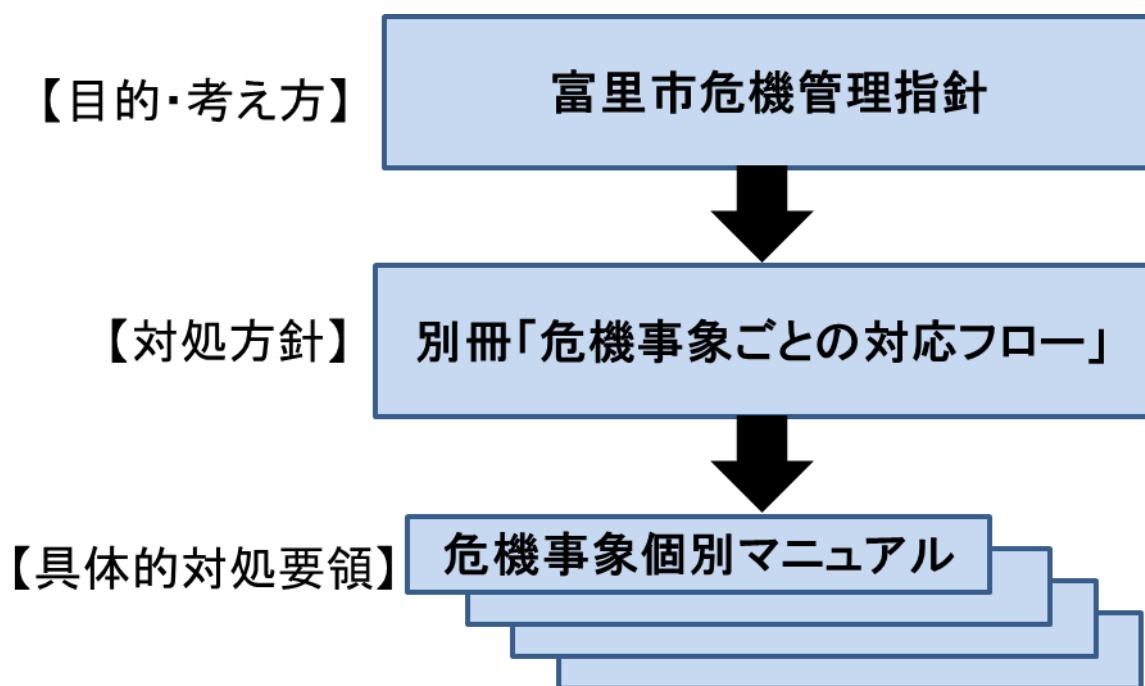 【目的・考え方】
富里市危機管理指針
【対処方針】
別冊「危機事象ごとの対応フロー」
【具体的対処要領】
危機事象個別マニュアル